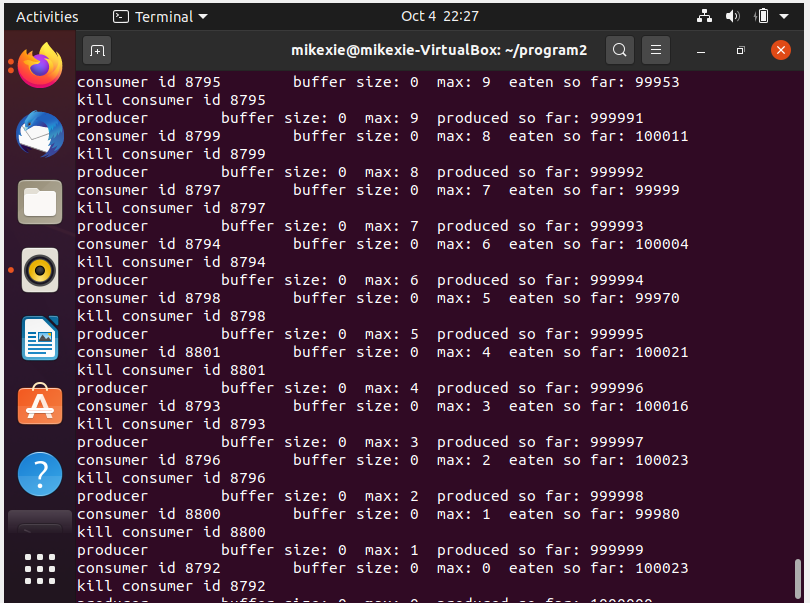 Activities Terminal Oct 4 22:27
mikexie@mikexie-VirtualBox: ~/program2
consumer id 8795 buffer size: 0 max: 9 eaten so far: 99953
kill consumer id 8795
producer buffer size: 0 max: 9 produced so far: 999991
consumer id 8799 buffer size: 0 max: 8 eaten so far: 100011
kill consumer id 8799
producer buffer size: 0 max: 8 produced so far: 999992
consumer id 8797 buffer size: 0 max: 7 eaten so far: 99999
kill consumer id 8797
producer buffer size: 0 max: 7 produced so far: 999993
consumer id 8794 buffer size: 0 max: 6 eaten so far: 100004
kill consumer id 8794
producer buffer size: 0 max: 6 produced so far: 999994
consumer id 8798 buffer size: 0 max: 5 eaten so far: 99970
kill consumer id 8798
producer buffer size: 0 max: 5 produced so far: 999995
consumer id 8801 buffer size: 0 max: 4 eaten so far: 100021
kill consumer id 8801
producer buffer size: 0 max: 4 produced so far: 999996
consumer id 8793 buffer size: 0 max: 3 eaten so far: 100016
kill consumer id 8793
producer buffer size: 0 max: 3 produced so far: 999997
consumer id 8796 buffer size: 0 max: 2 eaten so far: 100023
kill consumer id 8796
producer buffer size: 0 max: 2 produced so far: 999998
consumer id 8800 buffer size: 0 max: 1 eaten so far: 99980
kill consumer id 8800
producer buffer size: 0 max: 1 produced so far: 999999
consumer id 8792 buffer size: 0 max: 0 eaten so far: 100023
kill consumer id 8792